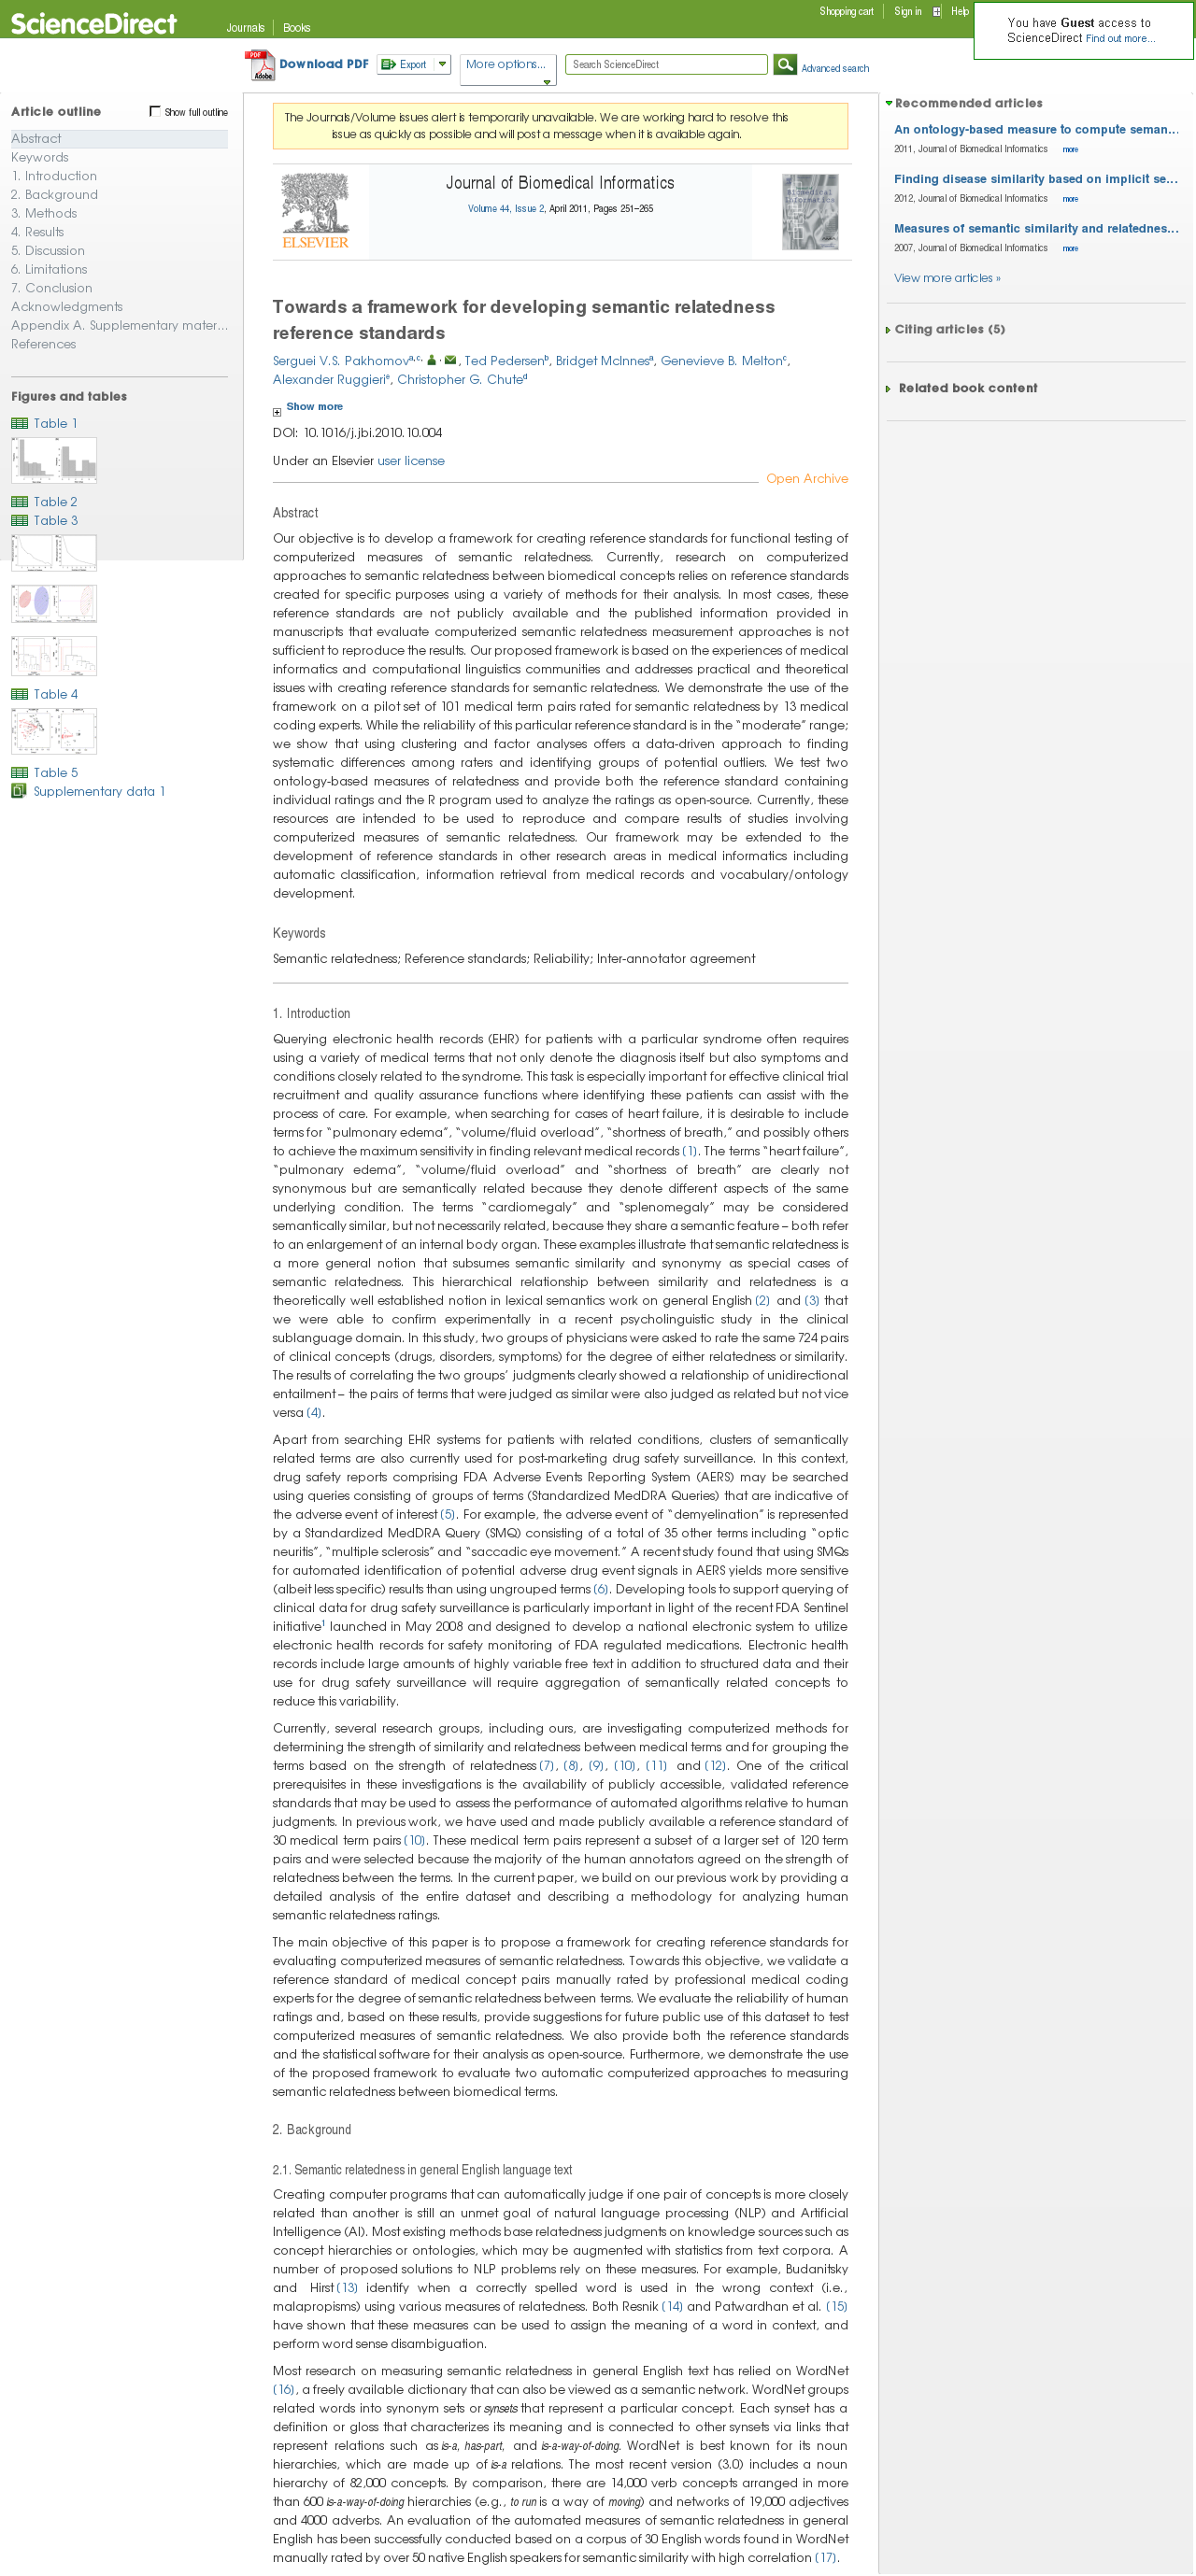 ScienceDirect
Journals
Books
Shopping cart
Sign in
Help
You have Guest access to
ScienceDirect Find out more...
Download PDF
Export
More options...
Search ScienceDirect
Advanced search
Article outline
Show full outline
Abstract
Keywords
1. Introduction
2. Background
3. Methods
4. Results
5. Discussion
6. Limitations
7. Conclusion
Acknowledgments
Appendix A. Supplementary mater...
References
Figures and tables
Table 1
Table 2
Table 3
Table 4
Table 5
Supplementary data 1
The Journals/Volume issues alert is temporarily unavailable. We are working hard to resolve this
issue as quickly as possible and will post a message when it is available again.
ELSEVIER
Journal of Biomedical Informatics
Volume 44, Issue 2, April 2011, Pages 251–265
Biomedical
Informatics
Towards a framework for developing semantic relatedness
reference standards
Serguei V.S. Pakhomov a, c, , Ted Pedersen b, Bridget McInnes a, Genevieve B. Melton c,
Alexander Ruggieri e, Christopher G. Chute d
Show more
DOI: 10.1016/j.jbi.2010.10.004
Under an Elsevier user license
Open Archive
Abstract
Our objective is to develop a framework for creating reference standards for functional testing of
computerized measures of semantic relatedness. Currently, research on computerized
approaches to semantic relatedness between biomedical concepts relies on reference standards
created for specific purposes using a variety of methods for their analysis. In most cases, these
reference standards are not publicly available and the published information provided in
manuscripts that evaluate computerized semantic relatedness measurement approaches is not
sufficient to reproduce the results. Our proposed framework is based on the experiences of medical
informatics and computational linguistics communities and addresses practical and theoretical
issues with creating reference standards for semantic relatedness. We demonstrate the use of the
framework on a pilot set of 101 medical term pairs rated for semantic relatedness by 13 medical
coding experts. While the reliability of this particular reference standard is in the “moderate” range;
we show that using clustering and factor analyses offers a data-driven approach to finding
systematic differences among raters and identifying groups of potential outliers. We test two
ontology-based measures of relatedness and provide both the reference standard containing
individual ratings and the R program used to analyze the ratings as open-source. Currently, these
resources are intended to be used to reproduce and compare results of studies involving
computerized measures of semantic relatedness. Our framework may be extended to the
development of reference standards in other research areas in medical informatics including
automatic classification, information retrieval from medical records and vocabulary/ontology
development.
Keywords
Semantic relatedness; Reference standards; Reliability; Inter-annotator agreement
1. Introduction
Querying electronic health records (EHR) for patients with a particular syndrome often requires
using a variety of medical terms that not only denote the diagnosis itself but also symptoms and
conditions closely related to the syndrome. This task is especially important for effective clinical trial
recruitment and quality assurance functions where identifying these patients can assist with the
process of care. For example, when searching for cases of heart failure, it is desirable to include
terms for “pulmonary edema”, “volume/fluid overload”, “shortness of breath,” and possibly others
to achieve the maximum sensitivity in finding relevant medical records (1). The terms “heart failure”,
“pulmonary edema”, “volume/fluid overload” and “shortness of breath” are clearly not
synonymous but are semantically related because they denote different aspects of the same
underlying condition. The terms “cardiomegaly” and “splenomegaly” may be considered
semantically similar, but not necessarily related, because they share a semantic feature – both refer
to an enlargement of an internal body organ. These examples illustrate that semantic relatedness is
a more general notion that subsumes semantic similarity and synonymy as special cases of
semantic relatedness. This hierarchical relationship between similarity and relatedness is a
theoretically well established notion in lexical semantics work on general English (2) and (3) that
we were able to confirm experimentally in a recent psycholinguistic study in the clinical
sublanguage domain. In this study, two groups of physicians were asked to rate the same 724 pairs
of clinical concepts (drugs, disorders, symptoms) for the degree of either relatedness or similarity.
The results of correlating the two groups’ judgments clearly showed a relationship of unidirectional
entailment – the pairs of terms that were judged as similar were also judged as related but not vice
versa (4).
Apart from searching EHR systems for patients with related conditions, clusters of semantically
related terms are also currently used for post-marketing drug safety surveillance. In this context,
drug safety reports comprising FDA Adverse Events Reporting System (AERS) may be searched
using queries consisting of groups of terms (Standardized MedDRA Queries) that are indicative of
the adverse event of interest (5). For example, the adverse event of “demyelination” is represented
by a Standardized MedDRA Query (SMQ) consisting of a total of 35 other terms including “optic
neuritis”, “multiple sclerosis” and “saccadic eye movement.” A recent study found that using SMQs
for automated identification of potential adverse drug event signals in AERS yields more sensitive
(albeit less specific) results than using ungrouped terms (6). Developing tools to support querying of
clinical data for drug safety surveillance is particularly important in light of the recent FDA Sentinel
initiative1 launched in May 2008 and designed to develop a national electronic system to utilize
electronic health records for safety monitoring of FDA regulated medications. Electronic health
records include large amounts of highly variable free text in addition to structured data and their
use for drug safety surveillance will require aggregation of semantically related concepts to
reduce this variability.
Currently, several research groups, including ours, are investigating computerized methods for
determining the strength of similarity and relatedness between medical terms and for grouping the
terms based on the strength of relatedness (7), (8), (9), (10), (11) and (12). One of the critical
prerequisites in these investigations is the availability of publicly accessible, validated reference
standards that may be used to assess the performance of automated algorithms relative to human
judgments. In previous work, we have used and made publicly available a reference standard of
30 medical term pairs (10). These medical term pairs represent a subset of a larger set of 120 term
pairs and were selected because the majority of the human annotators agreed on the strength of
relatedness between the terms. In the current paper, we build on our previous work by providing a
detailed analysis of the entire dataset and describing a methodology for analyzing human
semantic relatedness ratings.
The main objective of this paper is to propose a framework for creating reference standards for
evaluating computerized measures of semantic relatedness. Towards this objective, we validate a
reference standard of medical concept pairs manually rated by professional medical coding
experts for the degree of semantic relatedness between terms. We evaluate the reliability of human
ratings and, based on these results, provide suggestions for future public use of this dataset to test
computerized measures of semantic relatedness. We also provide both the reference standards
and the statistical software for their analysis as open-source. Furthermore, we demonstrate the use
of the proposed framework to evaluate two automatic computerized approaches to measuring
semantic relatedness between biomedical terms.
2. Background
2.1. Semantic relatedness in general English language text
Creating computer programs that can automatically judge if one pair of concepts is more closely
related than another is still an unmet goal of natural language processing (NLP) and Artificial
Intelligence (AI). Most existing methods base relatedness judgments on knowledge sources such as
concept hierarchies or ontologies, which may be augmented with statistics from text corpora. A
number of proposed solutions to NLP problems rely on these measures. For example, Budanitsky
and Hirst (13) identify when a correctly spelled word is used in the wrong context (i.e.,
malapropisms) using various measures of relatedness. Both Resnik (14) and Patwardhan et al. (15)
have shown that these measures can be used to assign the meaning of a word in context, and
perform word sense disambiguation.
Most research on measuring semantic relatedness in general English text has relied on WordNet
(16), a freely available dictionary that can also be viewed as a semantic network. WordNet groups
related words into synonym sets or synsets that represent a particular concept. Each synset has a
definition or gloss that characterizes its meaning and is connected to other synsets via links that
represent relations such as is-a, has-part, and is-a-way-of-doing. WordNet is best known for its noun
hierarchies, which are made up of is-a relations. The most recent version (3.0) includes a noun
hierarchy of 82,000 concepts. By comparison, there are 14,000 verb concepts arranged in more
than 600 is-a-way-of-doing hierarchies (e.g., to run is a way of moving) and networks of 19,000 adjectives
and 4000 adverbs. An evaluation of the automated measures of semantic relatedness in general
English has been successfully conducted based on a corpus of 30 English words found in WordNet
manually rated by over 50 native English speakers for semantic similarity with high correlation (17).
Recommended articles
An ontology-based measure to compute seman...
2011, Journal of Biomedical Informatics more
Finding disease similarity based on implicit se...
2012, Journal of Biomedical Informatics more
Measures of semantic similarity and relatednes...
2007, Journal of Biomedical Informatics more
View more articles »
Citing articles (5)
Related book content